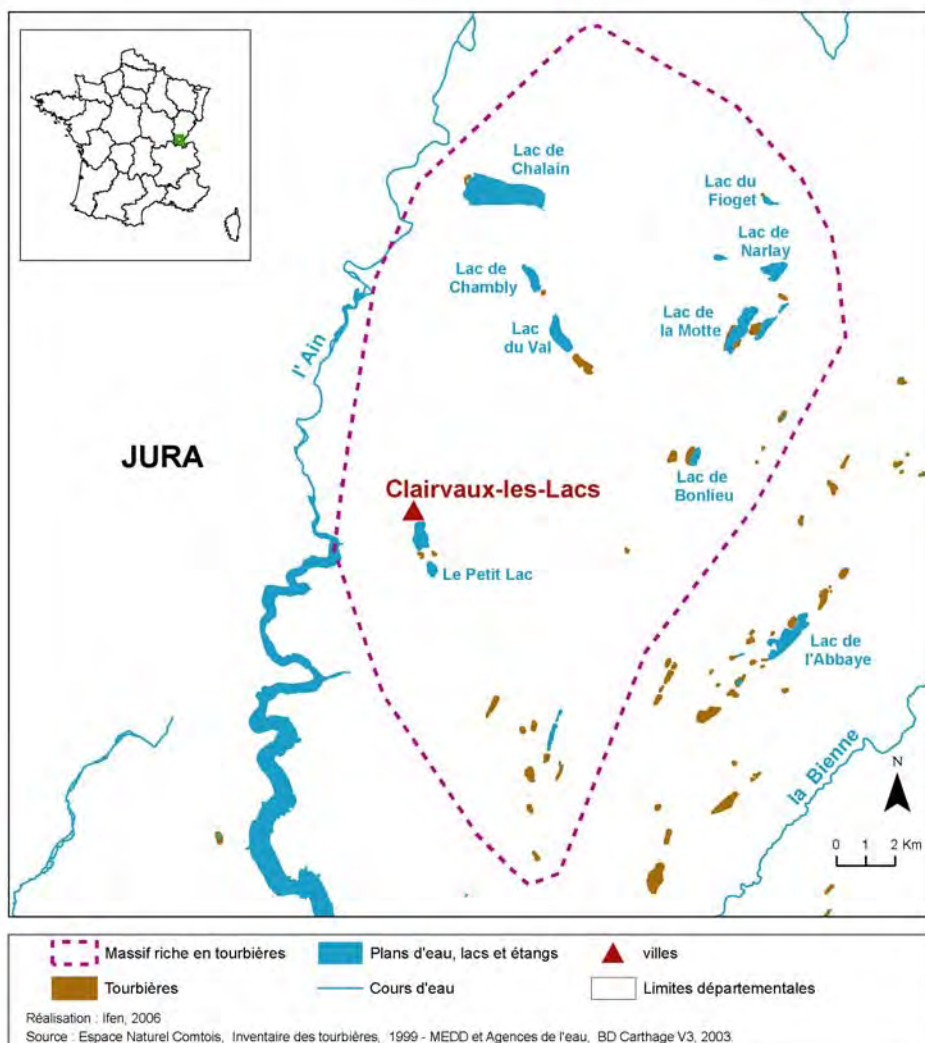 Lac de
Chalain
Lac du
Fioget
Lac de
Narlay
Lac de
Chambly
Lac de
la Motte
Lac
du Val
l'Ain
JURA
Clairvaux-les-Lacs
Lac de
Bonlieu
Le Petit Lac
Lac de
l'Abbaye
la Bienne
N
0 1 2 Km
Massif riche en tourbières
Plans d'eau, lacs et étangs
villes
Tourbières
Cours d'eau
Limites départementales
Réalisation : Ifen, 2006
Source : Espace Naturel Comtois, Inventaire des tourbières, 1999 - MEDD et Agences de l'eau, BD Carthage V3, 2003.